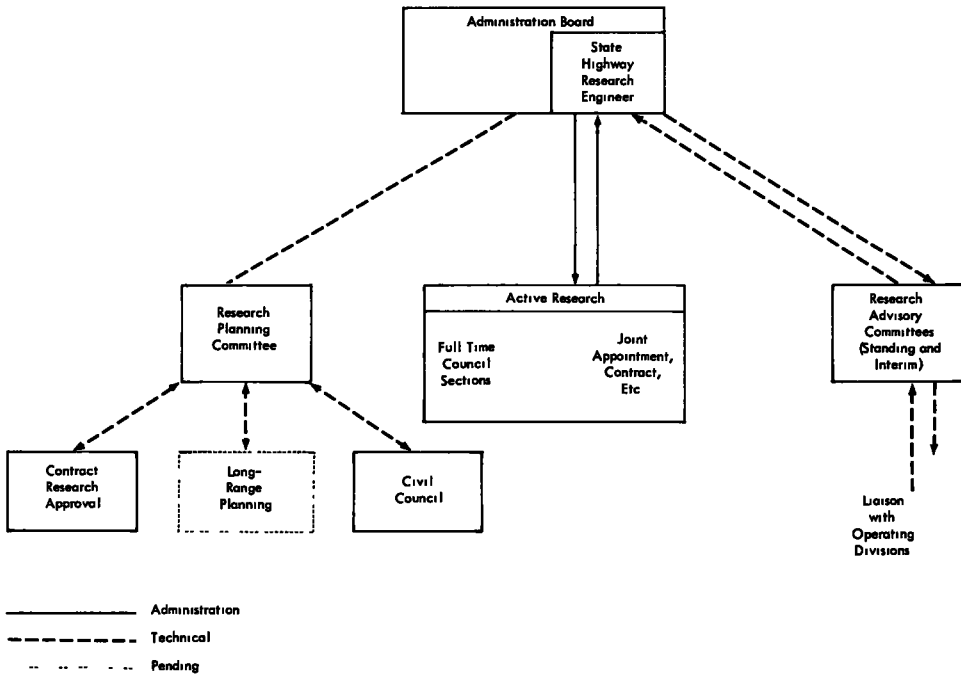 Administration Board
State
Highway
Research
Engineer
Research
Planning
Committee
Active Research
Full Time
Council
Sections
Joint
Appointment,
Contract,
Etc
Research
Advisory
Committees
(Standing and
Interim)
Contract
Research
Approval
Long-
Range
Planning
Civil
Council
Liaison
with
Operating
Divisions
Administration
Technical
Pending